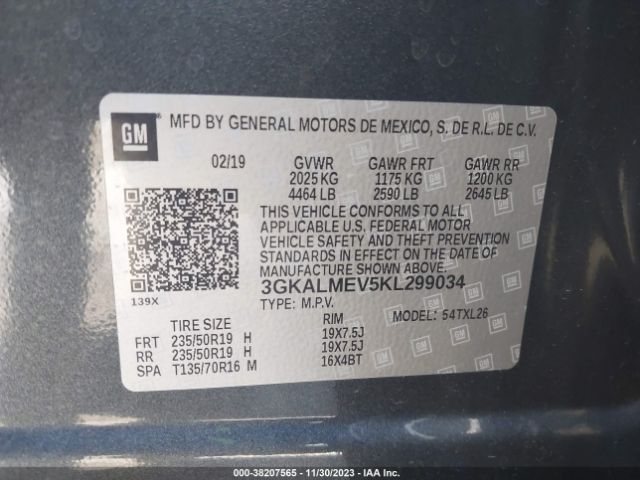 GM
MFD BY GENERAL MOTORS DE MEXICO, S. DE R.L. DE C.V.
02/19 GVWR GAWR FRT GAWR RR
2025 KG 1175 KG 1200 KG
4464 LB 2590 LB 2645 LB
THIS VEHICLE CONFORMS TO ALL
APPLICABLE U.S. FEDERAL MOTOR
VEHICLE SAFETY AND THEFT PREVENTION
STANDARDS IN EFFECT ON THE DATE OF
MANUFACTURE SHOWN ABOVE.
139X
3GKALMEV5KL299034
TYPE: M.P.V. MODEL: 54TXL26
TIRE SIZE RIM
FRT 235/50R19 H 19X7.5J
RR 235/50R19 H 19X7.5J
SPA T135/70R16 M 16X4BT
000-38207565 - 11/30/2023 - IAA Inc.